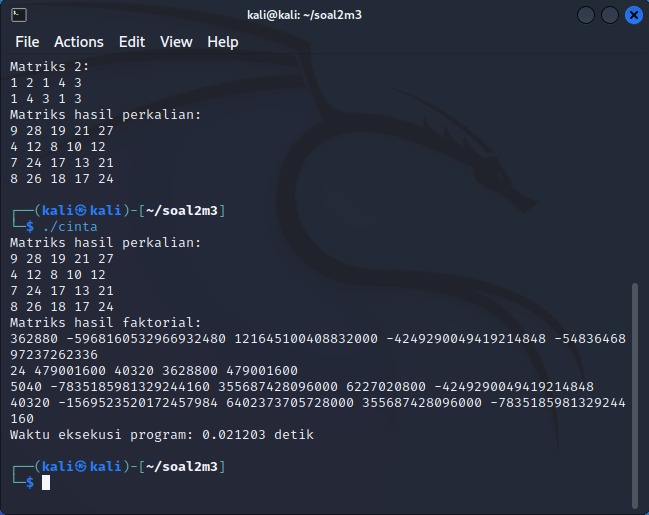 kali@kali: ~/soal2m3
File Actions Edit View Help
Matriks 2:
1 2 1 4 3
1 4 3 1 3
Matriks hasil perkalian:
9 28 19 21 27
4 12 8 10 12
7 24 17 13 21
8 26 18 17 24
┌──(kali㉿kali)-[~/soal2m3]
└─$ ./cinta
Matriks hasil perkalian:
9 28 19 21 27
4 12 8 10 12
7 24 17 13 21
8 26 18 17 24
Matriks hasil faktorial:
362880 -5968160532966932480 121645100408832000 -4249290049419214848 -54836468
97237262336
24 479001600 40320 3628800 479001600
5040 -7835185981329244160 355687428096000 6227020800 -4249290049419214848
40320 -1569523520172457984 6402373705728000 355687428096000 -7835185981329244
160
Waktu eksekusi program: 0.021203 detik
┌──(kali㉿kali)-[~/soal2m3]
└─$